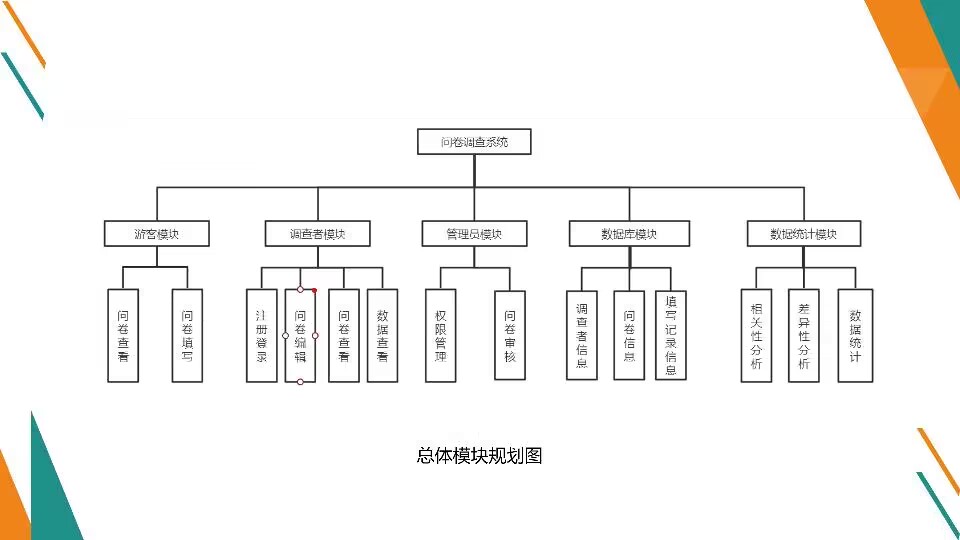 问卷调查系统
游客模块
调查者模块
管理员模块
数据库模块
数据统计模块
问卷查看
问卷填写
注册登录
问卷编辑
问卷查看
数据查看
权限管理
问卷审核
调查者信息
问卷信息
填写记录信息
相关性分析
差异性分析
数据统计
总体模块规划图